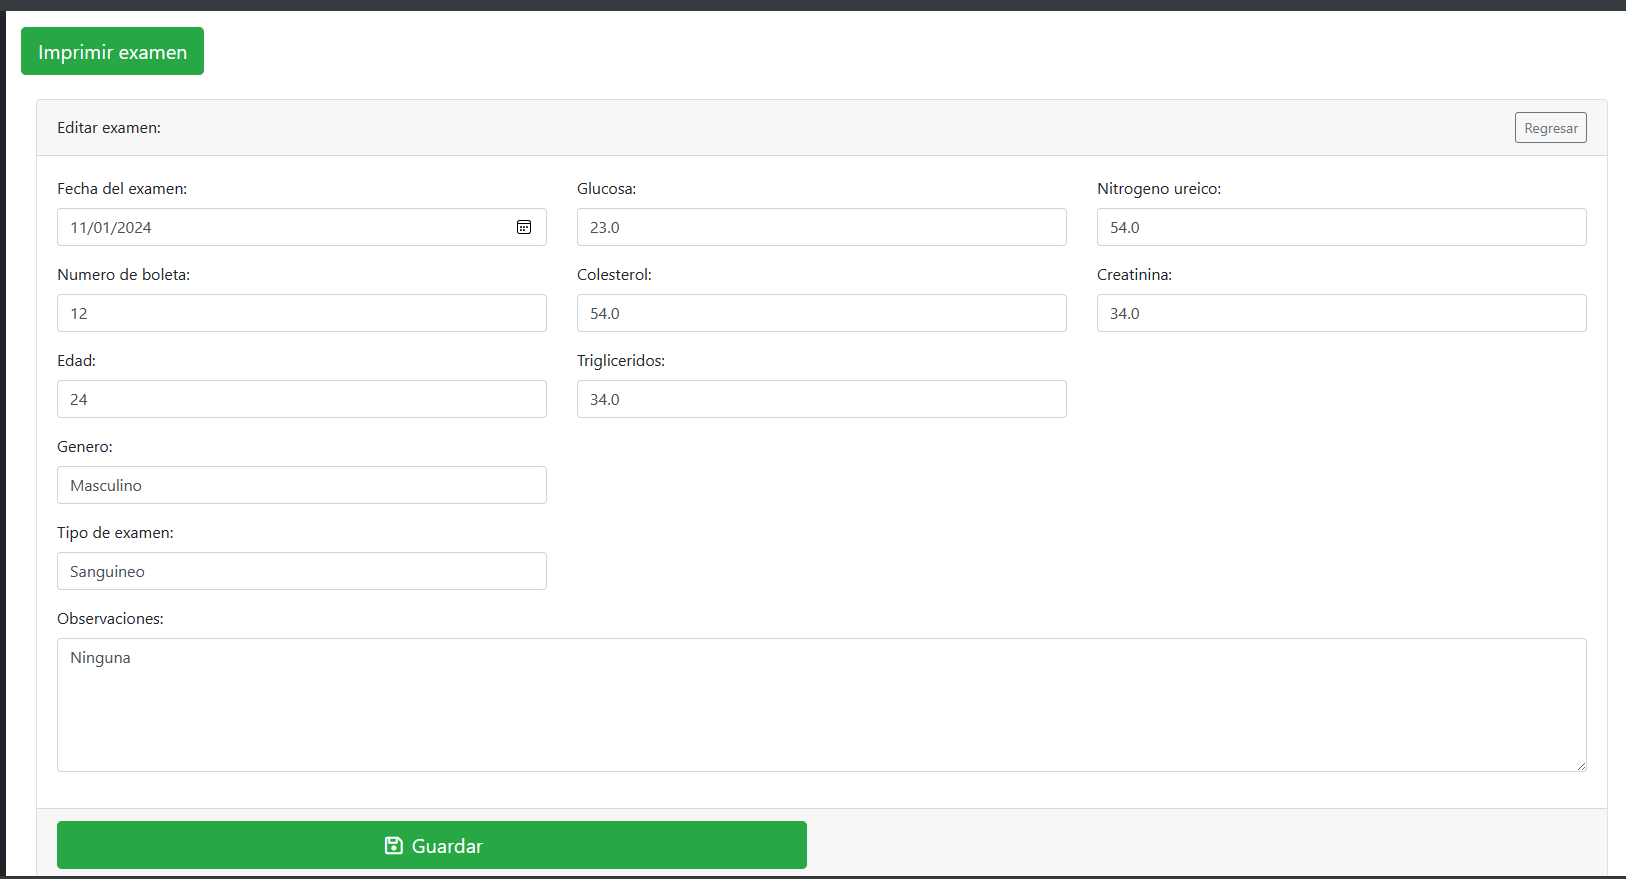 Imprimir examen
Editar examen:
Regresar
Fecha del examen:
11/01/2024
Numero de boleta:
12
Edad:
24
Genero:
Masculino
Tipo de examen:
Sanguineo
Glucosa:
23.0
Colesterol:
54.0
Trigliceridos:
34.0
Nitrogeno ureico:
54.0
Creatinina:
34.0
Observaciones:
Ninguna
Guardar